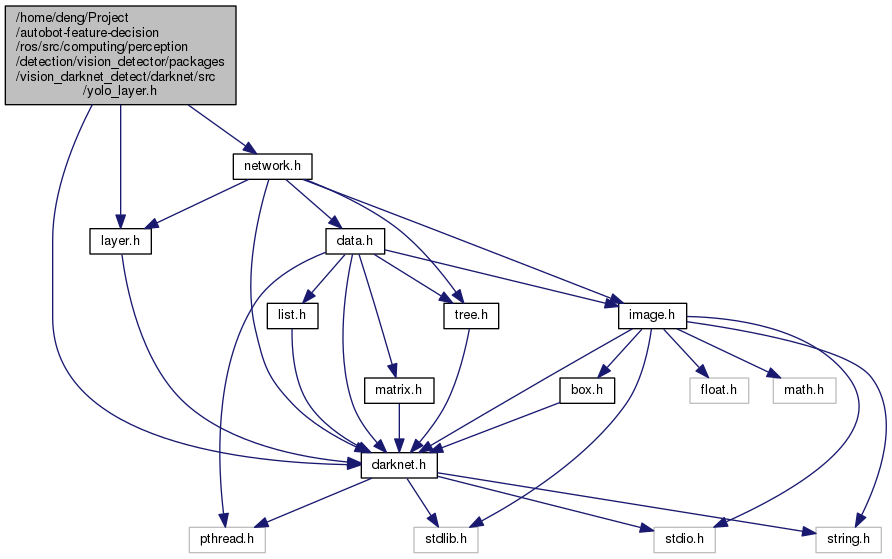 /home/deng/Project
/autobot-feature-decision
/ros/src/computing/perception
/detection/vision_detector/packages
/vision_darknet_detect/darknet/src
/yolo_layer.h
network.h
layer.h
data.h
list.h
tree.h
image.h
matrix.h
box.h
float.h
math.h
darknet.h
pthread.h
stdlib.h
stdio.h
string.h